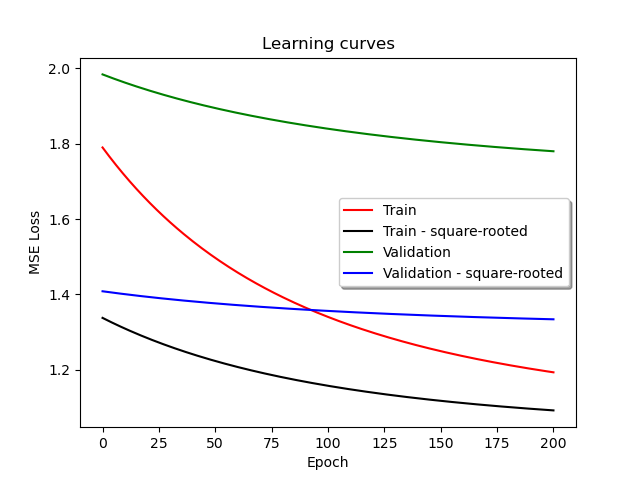 Learning curves
2.0
1.8
1.6
1.4
1.2
MSE Loss
Train
Train - square-rooted
Validation
Validation - square-rooted
0 25 50 75 100 125 150 175 200
Epoch